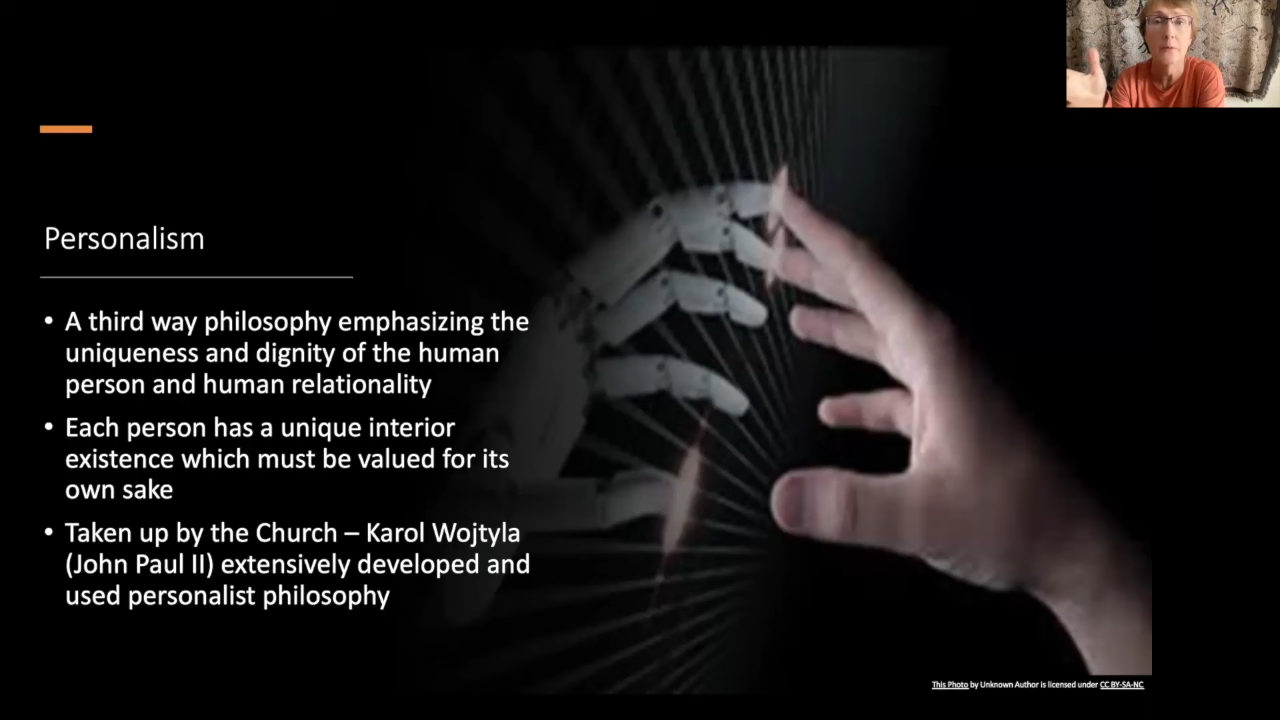 Personalism
• A third way philosophy emphasizing the
uniqueness and dignity of the human
person and human relationality
• Each person has a unique interior
existence which must be valued for its
own sake
• Taken up by the Church – Karol Wojtyla
(John Paul II) extensively developed and
used personalist philosophy
This Photo by Unknown Author is licensed under CC BY-SA-NC